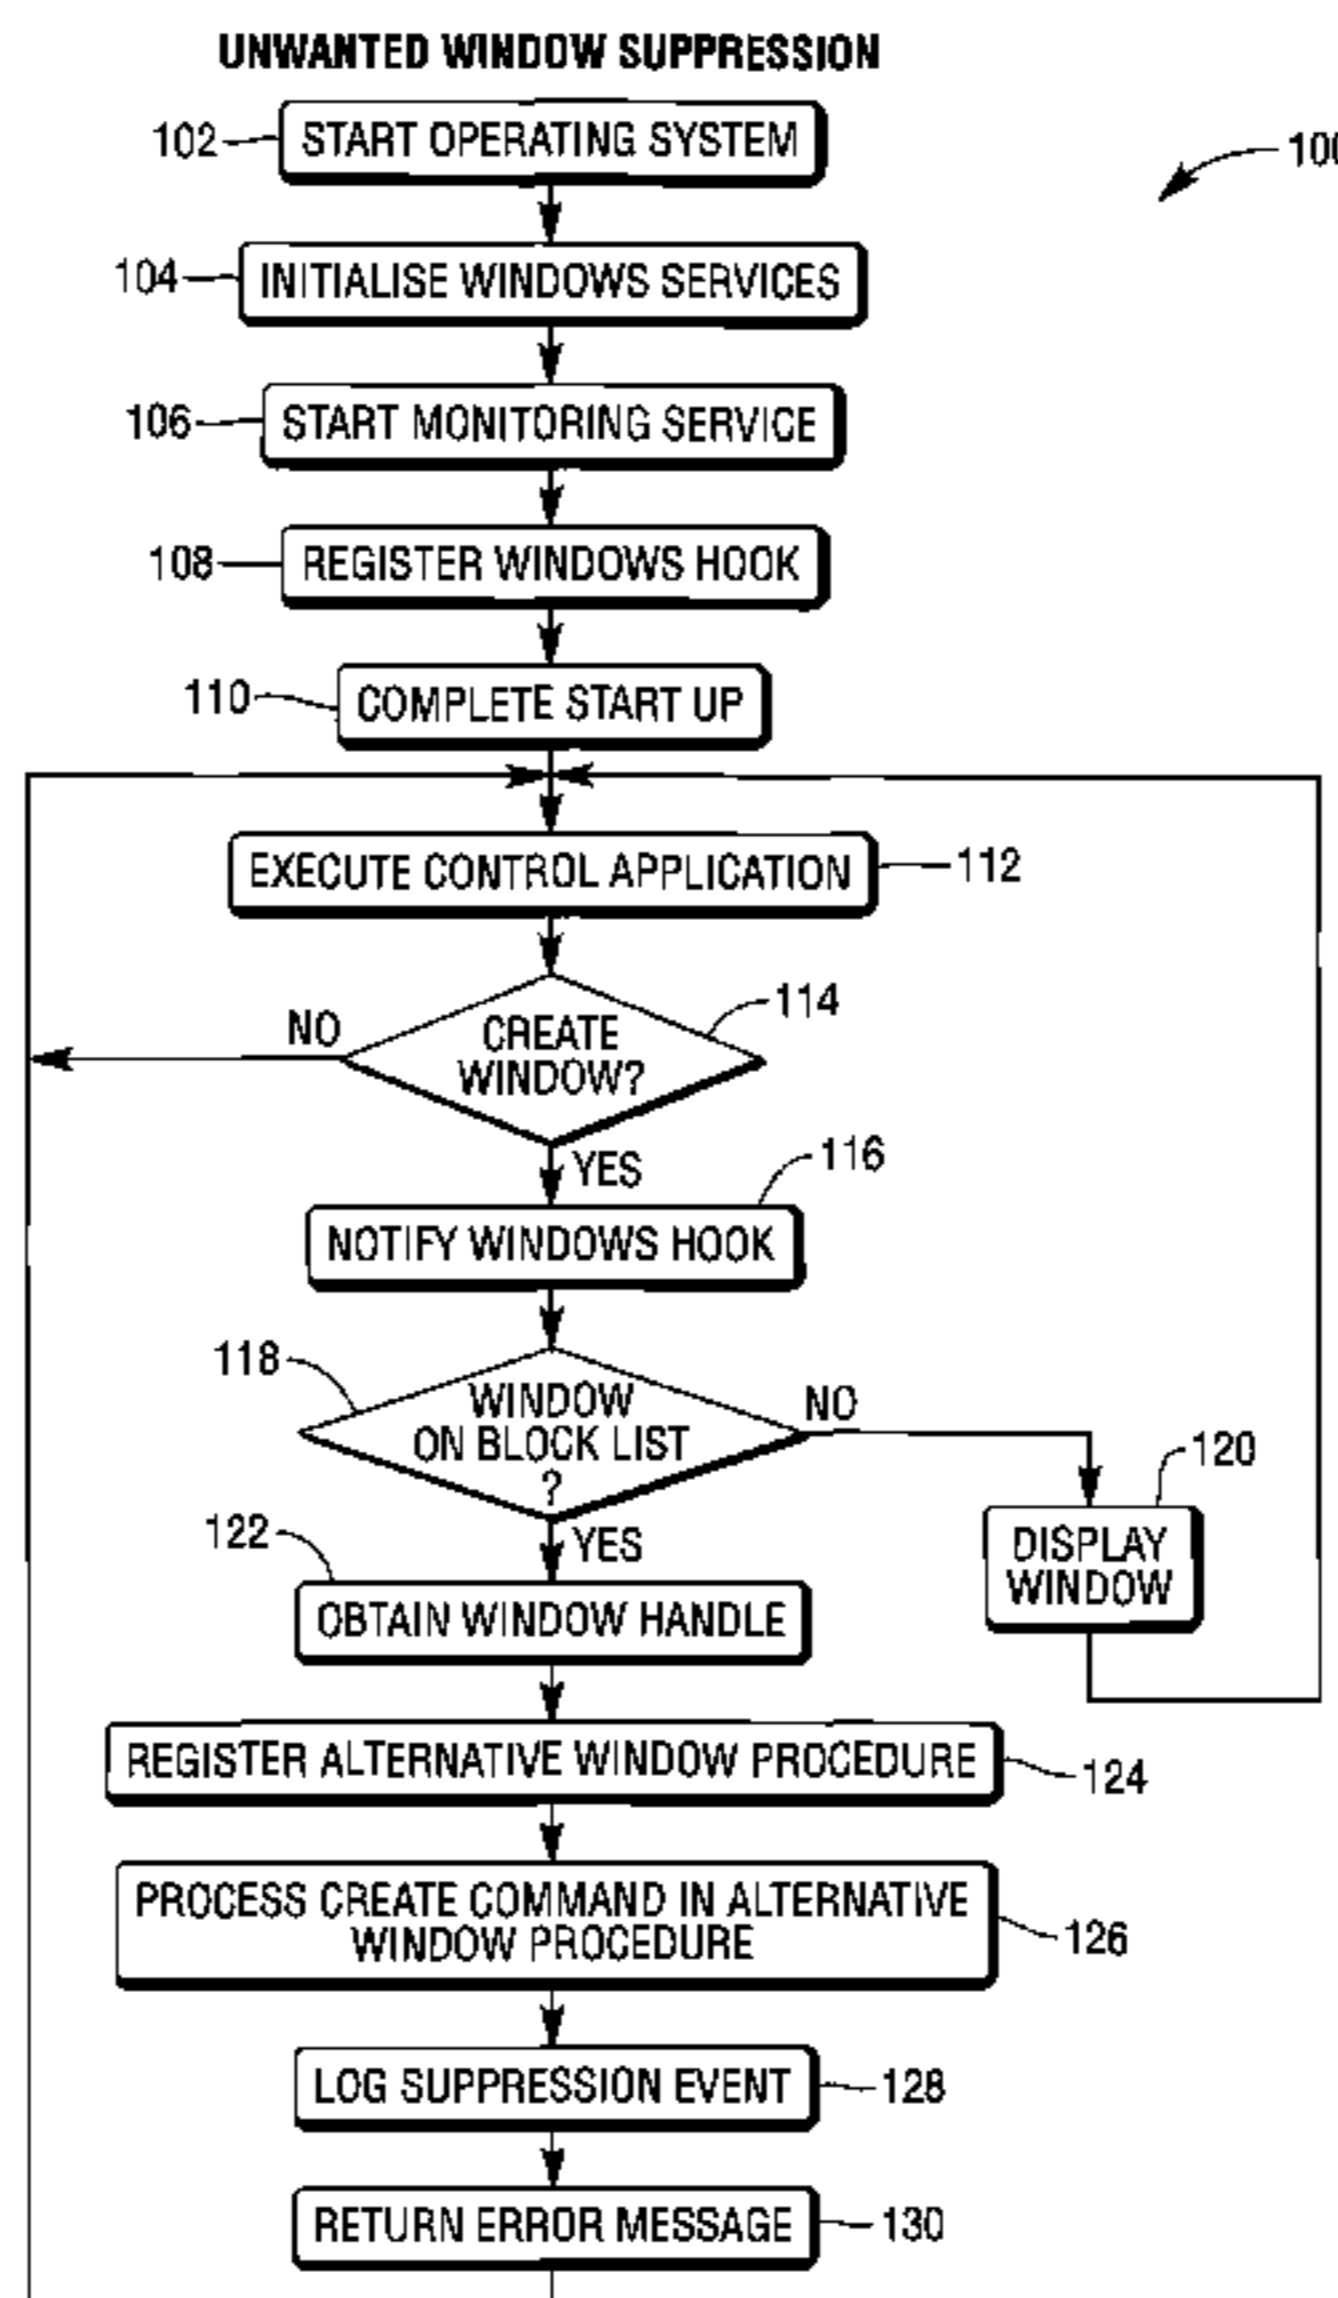 UNWANTED WINDOW SUPPRESSION
102
START OPERATING SYSTEM
100
104
INITIALISE WINDOWS SERVICES
106
START MONITORING SERVICE
108
REGISTER WINDOWS HOOK
110
COMPLETE START UP
EXECUTE CONTROL APPLICATION
112
114
NO
CREATE
WINDOW?
YES
116
NOTIFY WINDOWS HOOK
118
WINDOW
ON BLOCK LIST
?
NO
120
DISPLAY
WINDOW
YES
122
OBTAIN WINDOW HANDLE
REGISTER ALTERNATIVE WINDOW PROCEDURE
124
PROCESS CREATE COMMAND IN ALTERNATIVE
WINDOW PROCEDURE
126
LOG SUPPRESSION EVENT
128
RETURN ERROR MESSAGE
130